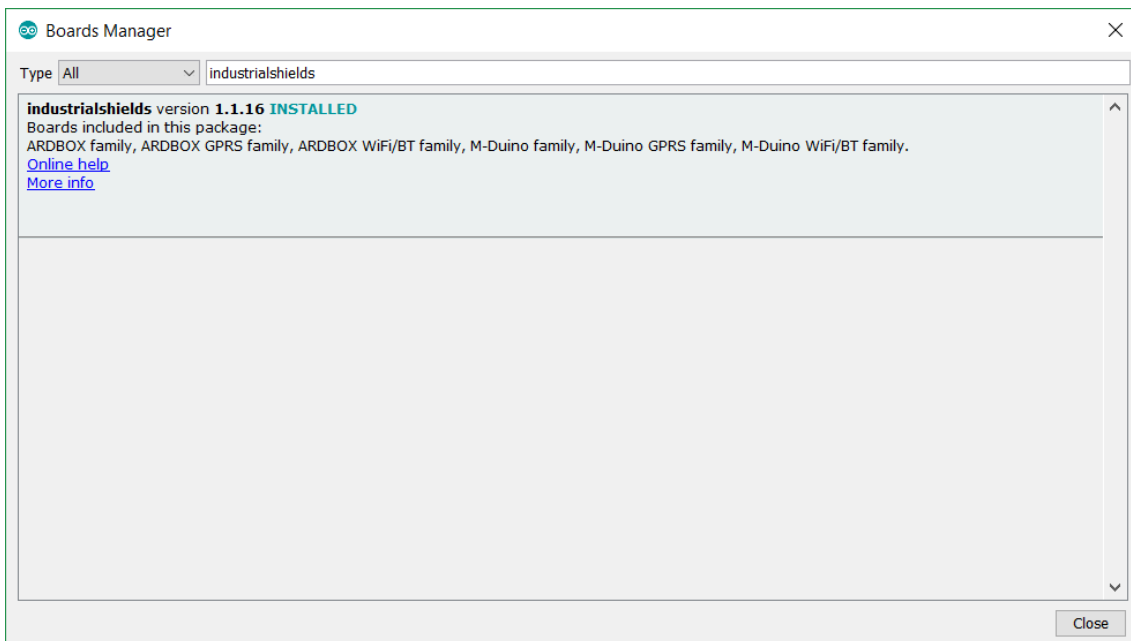 Boards Manager
Type All industrialshields
industrialshields version 1.1.16 INSTALLED
Boards included in this package:
ARDBOX family, ARDBOX GPRS family, ARDBOX WiFi/BT family, M-Duino family, M-Duino GPRS family, M-Duino WiFi/BT family.
Online help
More info
Close